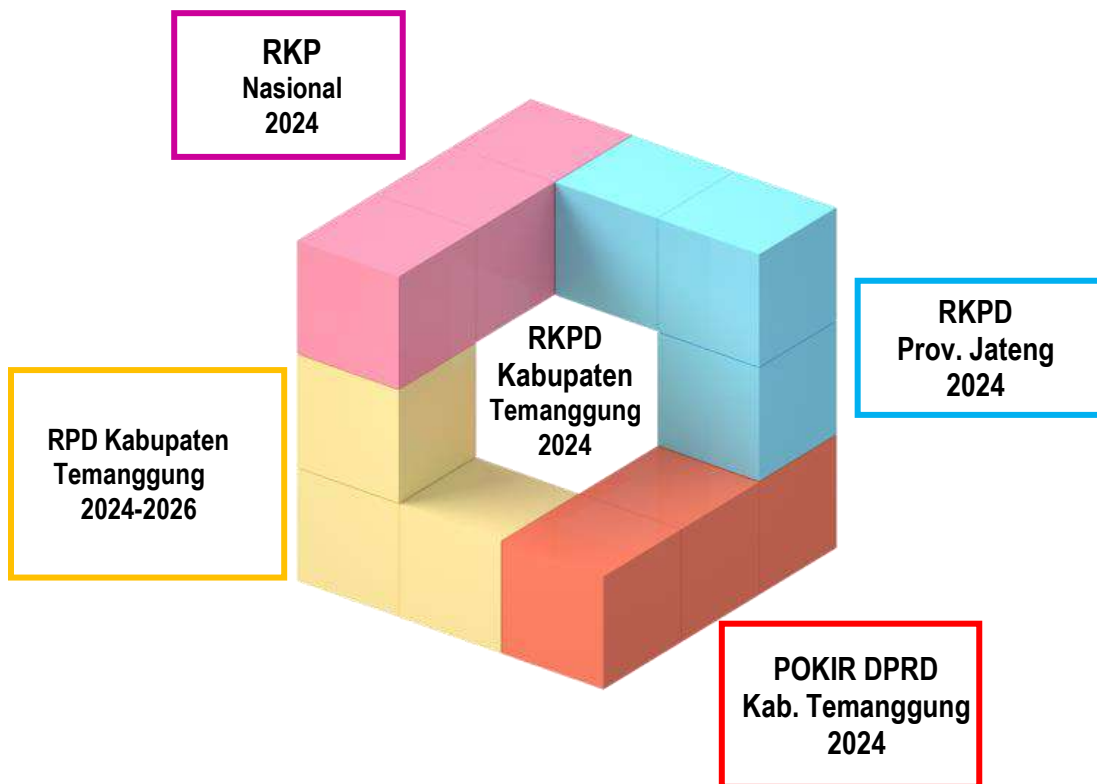 RKP
Nasional
2024
RKPD
Prov. Jateng
2024
RKPD
Kabupaten
Temanggung
2024
RPD Kabupaten
Temanggung
2024-2026
POKIR DPRD
Kab. Temanggung
2024